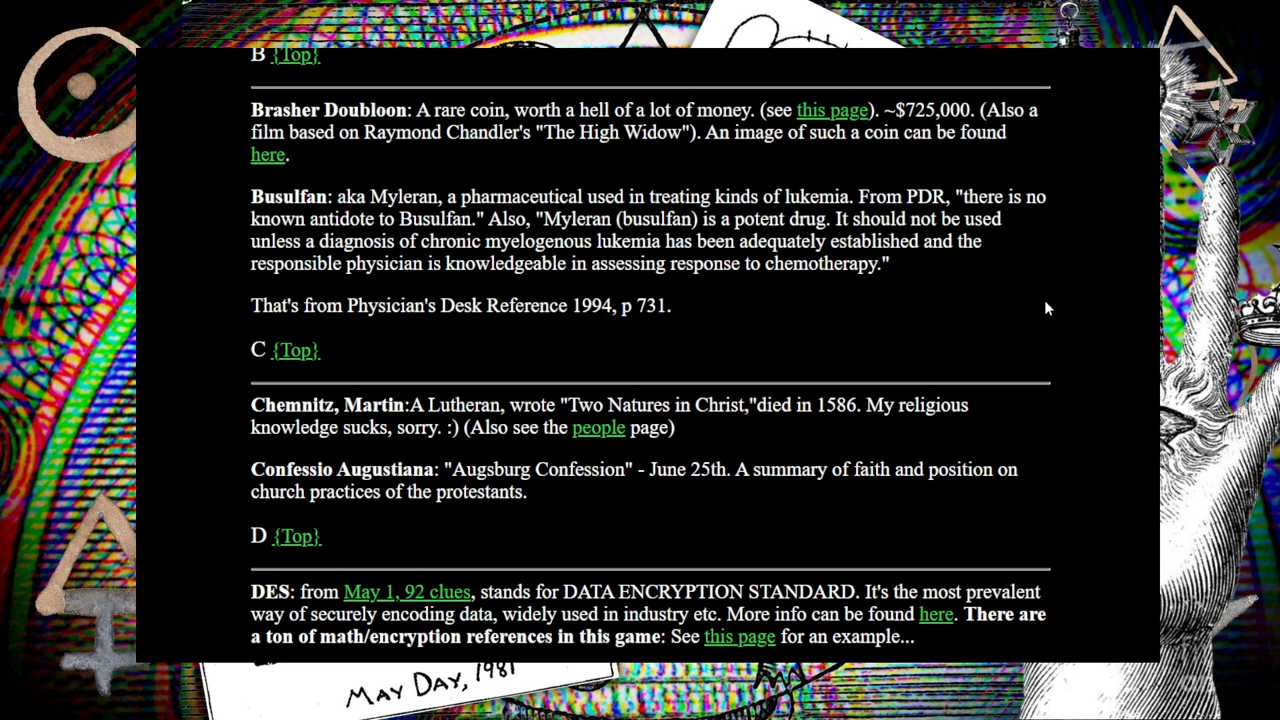 B {Top}
Brasher Doubloon: A rare coin, worth a hell of a lot of money. (see this page). ~$725,000. (Also a
film based on Raymond Chandler's "The High Widow"). An image of such a coin can be found
here.
Busulfan: aka Myleran, a pharmaceutical used in treating kinds of lukemia. From PDR, "there is no
known antidote to Busulfan." Also, "Myleran (busulfan) is a potent drug. It should not be used
unless a diagnosis of chronic myelogenous lukemia has been adequately established and the
responsible physician is knowledgeable in assessing response to chemotherapy."
That's from Physician's Desk Reference 1994, p 731.
C {Top}
Chemnitz, Martin:A Lutheran, wrote "Two Natures in Christ,"died in 1586. My religious
knowledge sucks, sorry. :) (Also see the people page)
Confessio Augustiana: "Augsburg Confession" - June 25th. A summary of faith and position on
church practices of the protestants.
D {Top}
DES: from May 1, 92 clues, stands for DATA ENCRYPTION STANDARD. It's the most prevalent
way of securely encoding data, widely used in industry etc. More info can be found here. There are
a ton of math/encryption references in this game: See this page for an example...
MAY DAY, 1981